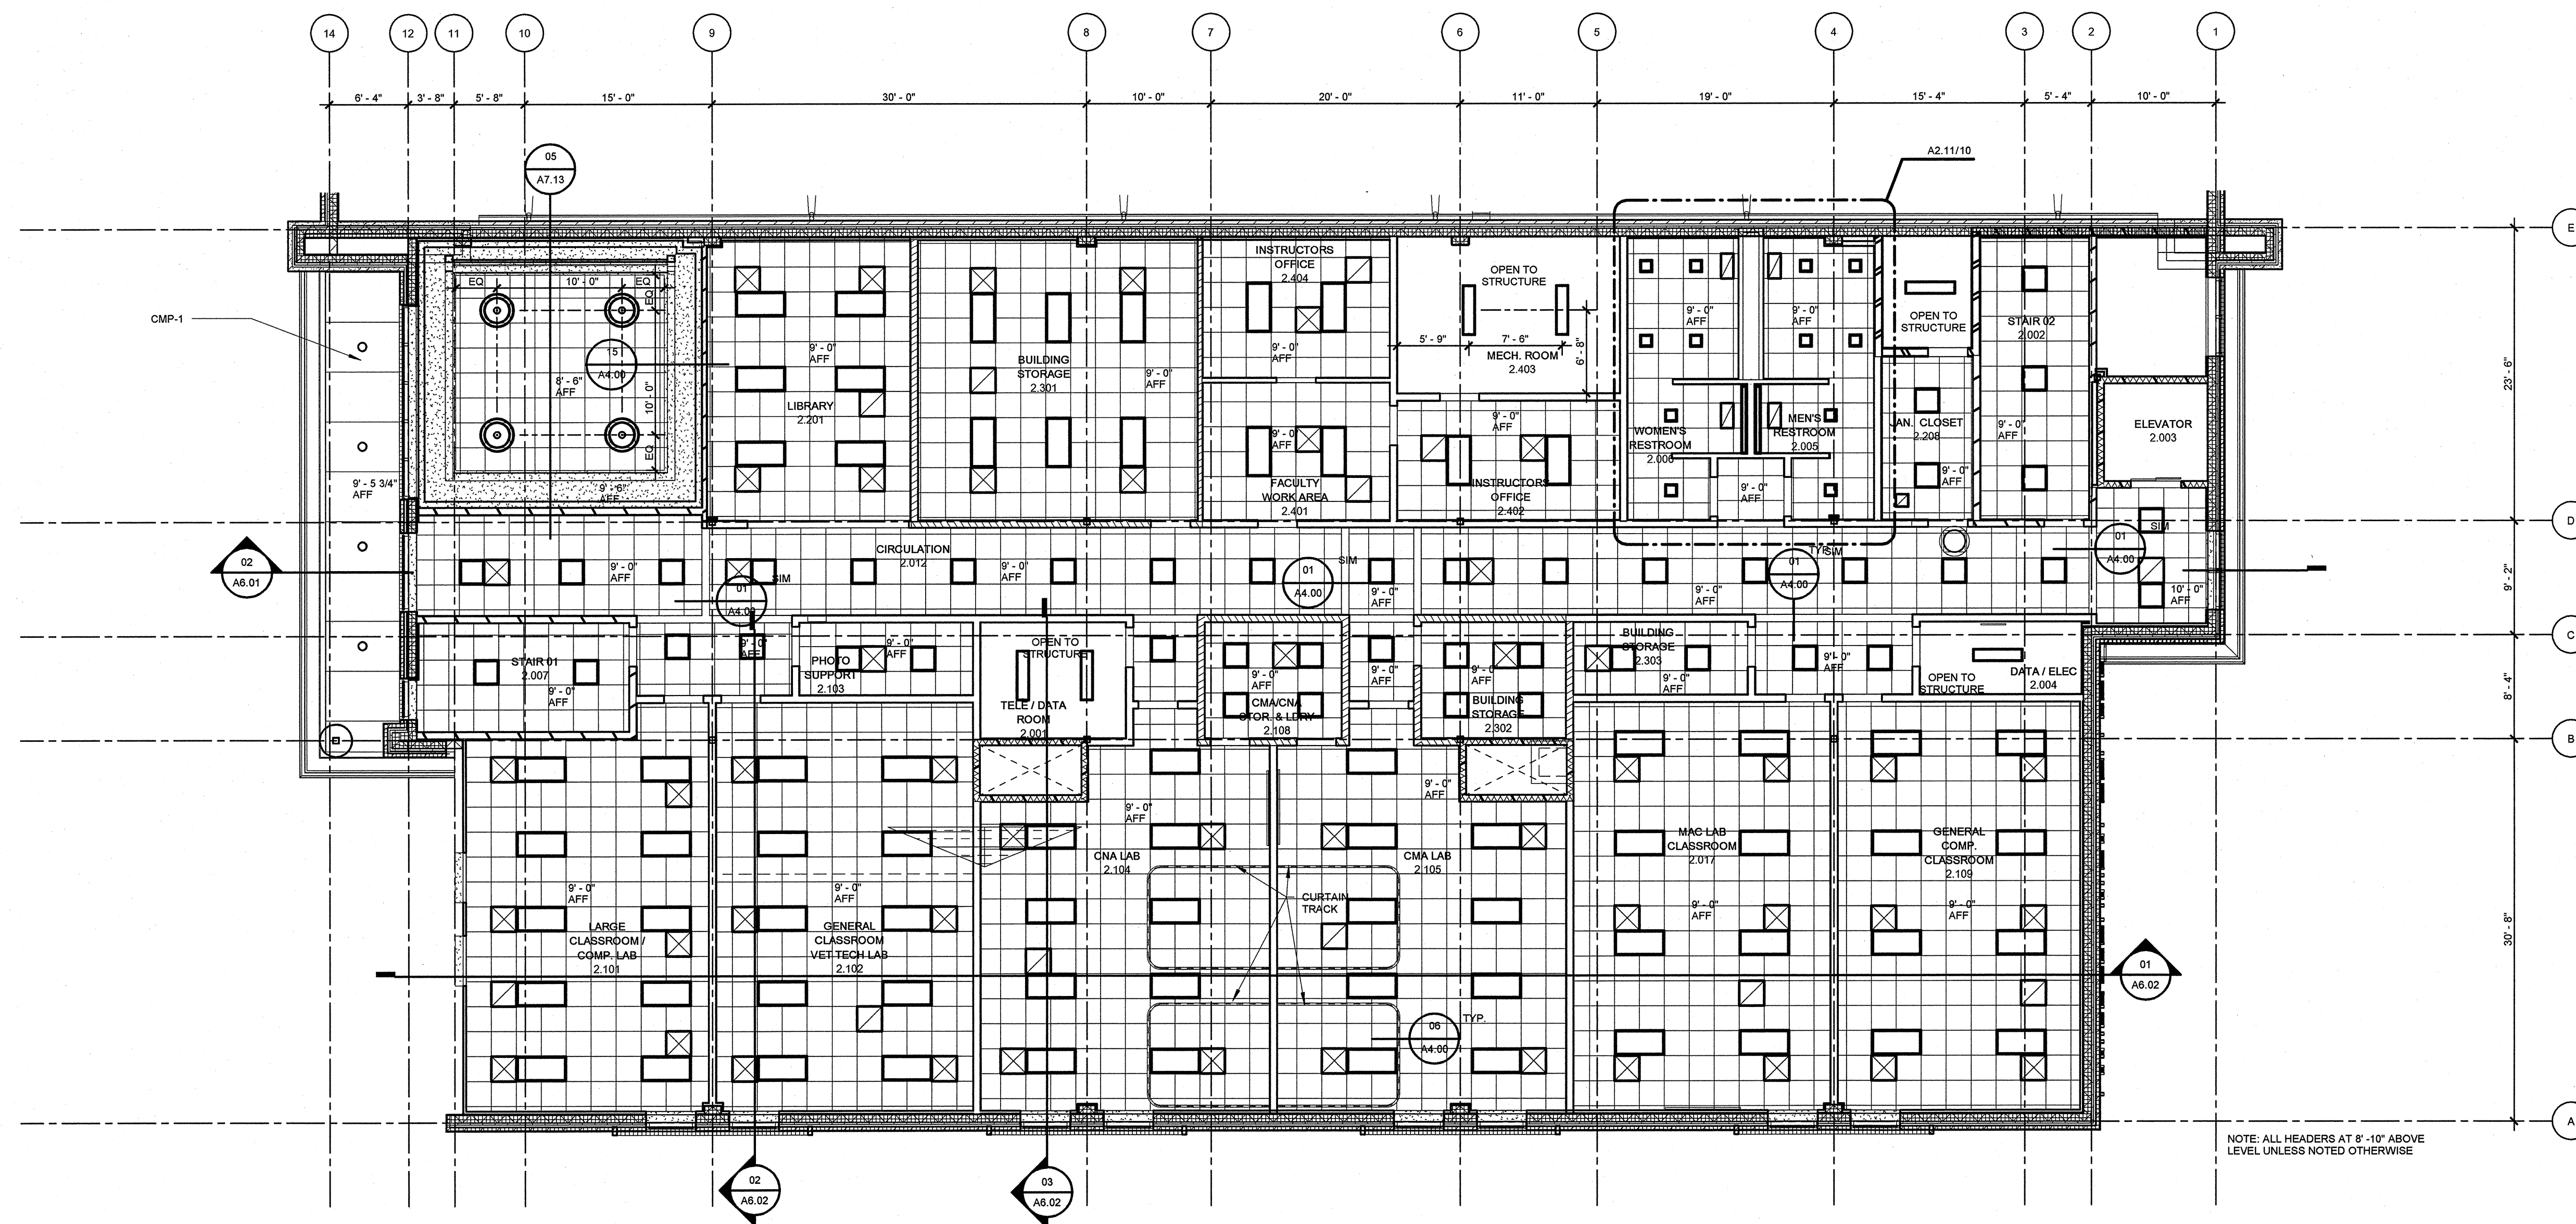 14 12 11 10 9 8 7 6 5 4 3 2 1
6' - 4" 3' - 8" 5' - 8" 15' - 0" 30' - 0" 10' - 0" 20' - 0" 11' - 0" 19' - 0" 15' - 4" 5' - 4" 10' - 0"
05
A7.13
A2.11/10
E
CMP-1
EQ 10' - 0" EQ
EQ
15
A4.00
8' - 6"
AFF
10' - 0"
EQ
9' - 6"
AFF
9' - 5 3/4"
AFF
9' - 0"
AFF
LIBRARY
2.201
BUILDING
STORAGE
2.301
9' - 0"
AFF
INSTRUCTORS
OFFICE
2.404
9' - 0"
AFF
9' - 0"
AFF
FACULTY
WORK AREA
2.401
OPEN TO
STRUCTURE
5' - 9" 7' - 6"
6' - 8"
MECH. ROOM
2.403
9' - 0"
AFF
INSTRUCTORS
OFFICE
2.402
9' - 0"
AFF
WOMEN'S
RESTROOM
2.006
9' - 0"
AFF
MEN'S
RESTROOM
2.005
9' - 0"
AFF
OPEN TO
STRUCTURE
JAN. CLOSET
2.208
9' - 0"
AFF
STAIR 02
2.002
9' - 0"
AFF
ELEVATOR
2.003
23' - 6"
D
02
A6.01
9' - 0"
AFF
CIRCULATION
2.012
SIM
01
A4.00
9' - 0"
AFF
SIM
01
A4.00
9' - 0"
AFF
9' - 0"
AFF
TYP.
SIM
01
A4.00
SIM
01
A4.00
10' - 0"
AFF
9' - 2"
C
STAIR 01
2.007
9' - 0"
AFF
9' - 0"
AFF
PHOTO
SUPPORT
2.103
9' - 0"
AFF
OPEN TO
STRUCTURE
TELE / DATA
ROOM
2.001
9' - 0"
AFF
CMA/CNA
STOR. & LDRY
2.108
9' - 0"
AFF
9' - 0"
AFF
BUILDING
STORAGE
2.302
BUILDING
STORAGE
2.303
9' - 0"
AFF
9' - 0"
AFF
OPEN TO
STRUCTURE
DATA / ELEC
2.004
8' - 4"
B
9' - 0"
AFF
LARGE
CLASSROOM /
COMP. LAB
2.101
9' - 0"
AFF
GENERAL
CLASSROOM
VET TECH LAB
2.102
9' - 0"
AFF
CNA LAB
2.104
CURTAIN
TRACK
9' - 0"
AFF
CMA LAB
2.105
06
A4.00
TYP.
MAC LAB
CLASSROOM
2.017
9' - 0"
AFF
GENERAL
COMP.
CLASSROOM
2.109
9' - 0"
AFF
01
A6.02
30' - 8"
A
NOTE: ALL HEADERS AT 8' -10" ABOVE
LEVEL UNLESS NOTED OTHERWISE
02
A6.02
03
A6.02